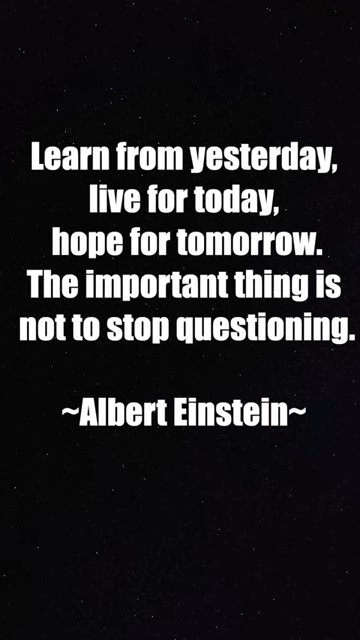 Learn from yesterday,
live for today,
hope for tomorrow.
The important thing is
not to stop questioning.
~Albert Einstein~